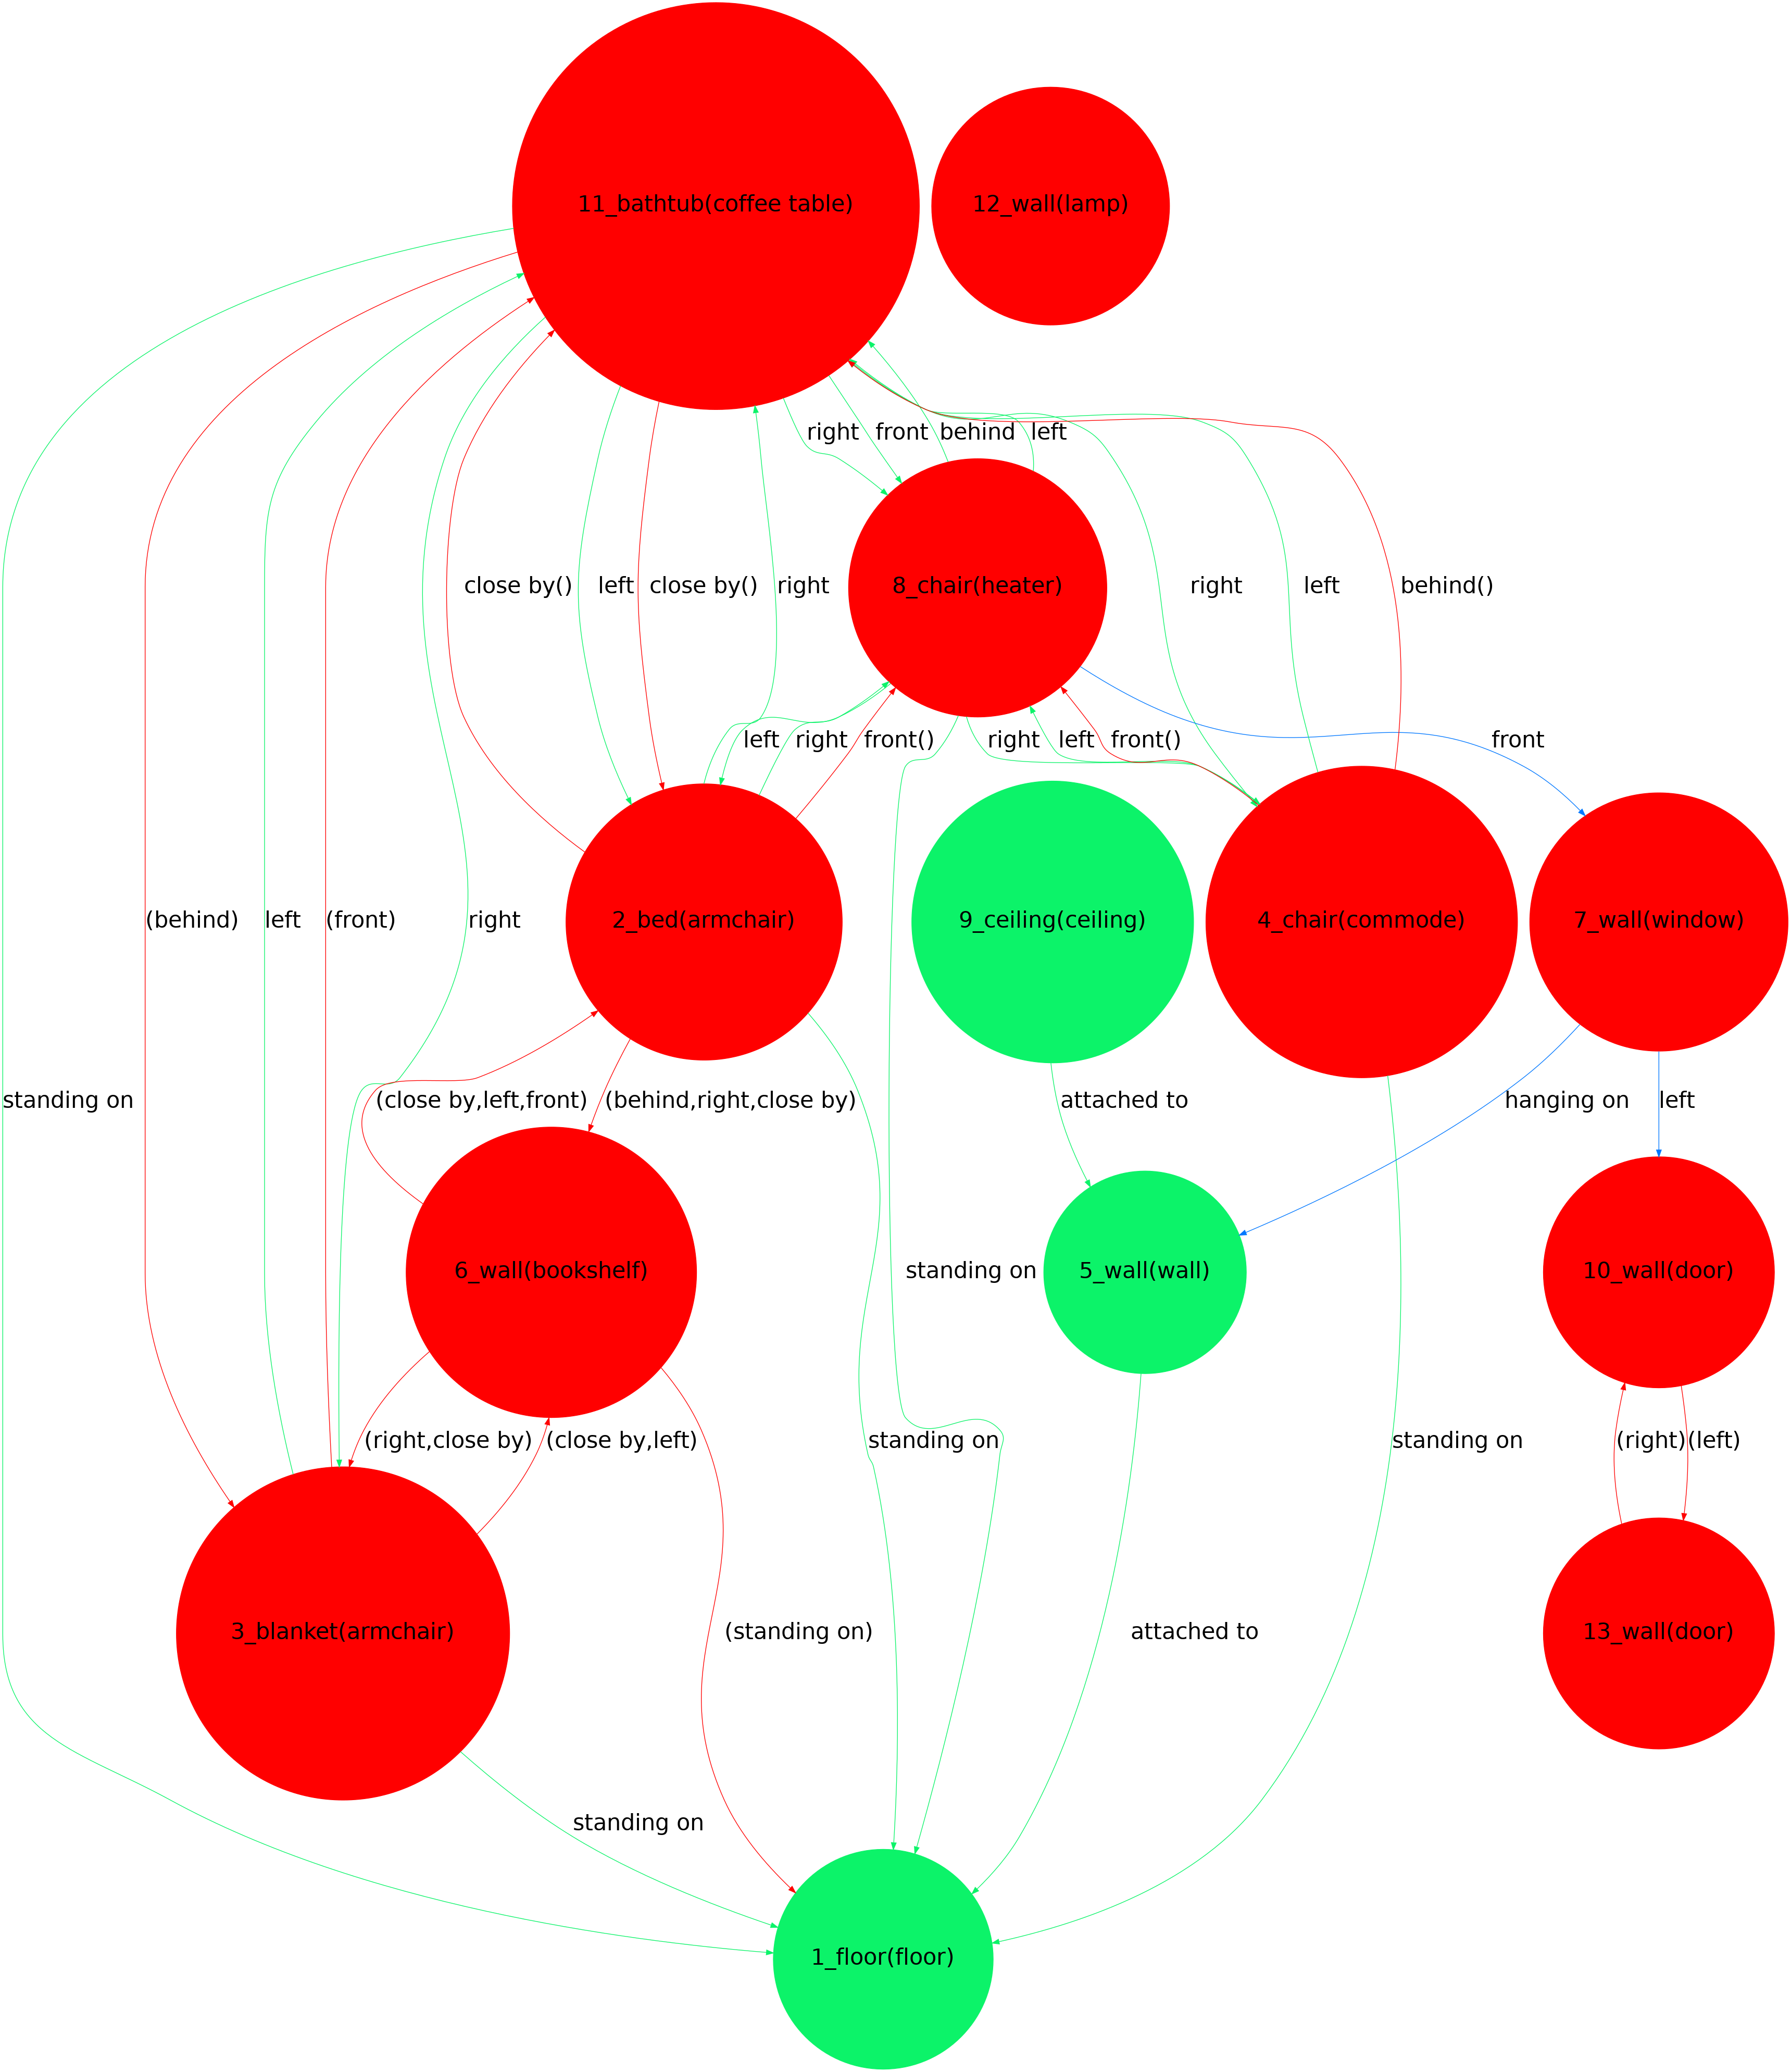 11_bathtub(coffee table)
12_wall(lamp)
right
front
behind
left
close by()
left
close by()
right
8_chair(heater)
right
left
behind()
left
right
front()
right
left
front()
front
(behind)
left
(front)
right
2_bed(armchair)
9_ceiling(ceiling)
4_chair(commode)
7_wall(window)
standing on
(close by,left,front)
(behind,right,close by)
attached to
hanging on
left
6_wall(bookshelf)
standing on
5_wall(wall)
10_wall(door)
(right,close by)
(close by,left)
standing on
standing on
(right)
(left)
3_blanket(armchair)
(standing on)
attached to
13_wall(door)
standing on
1_floor(floor)